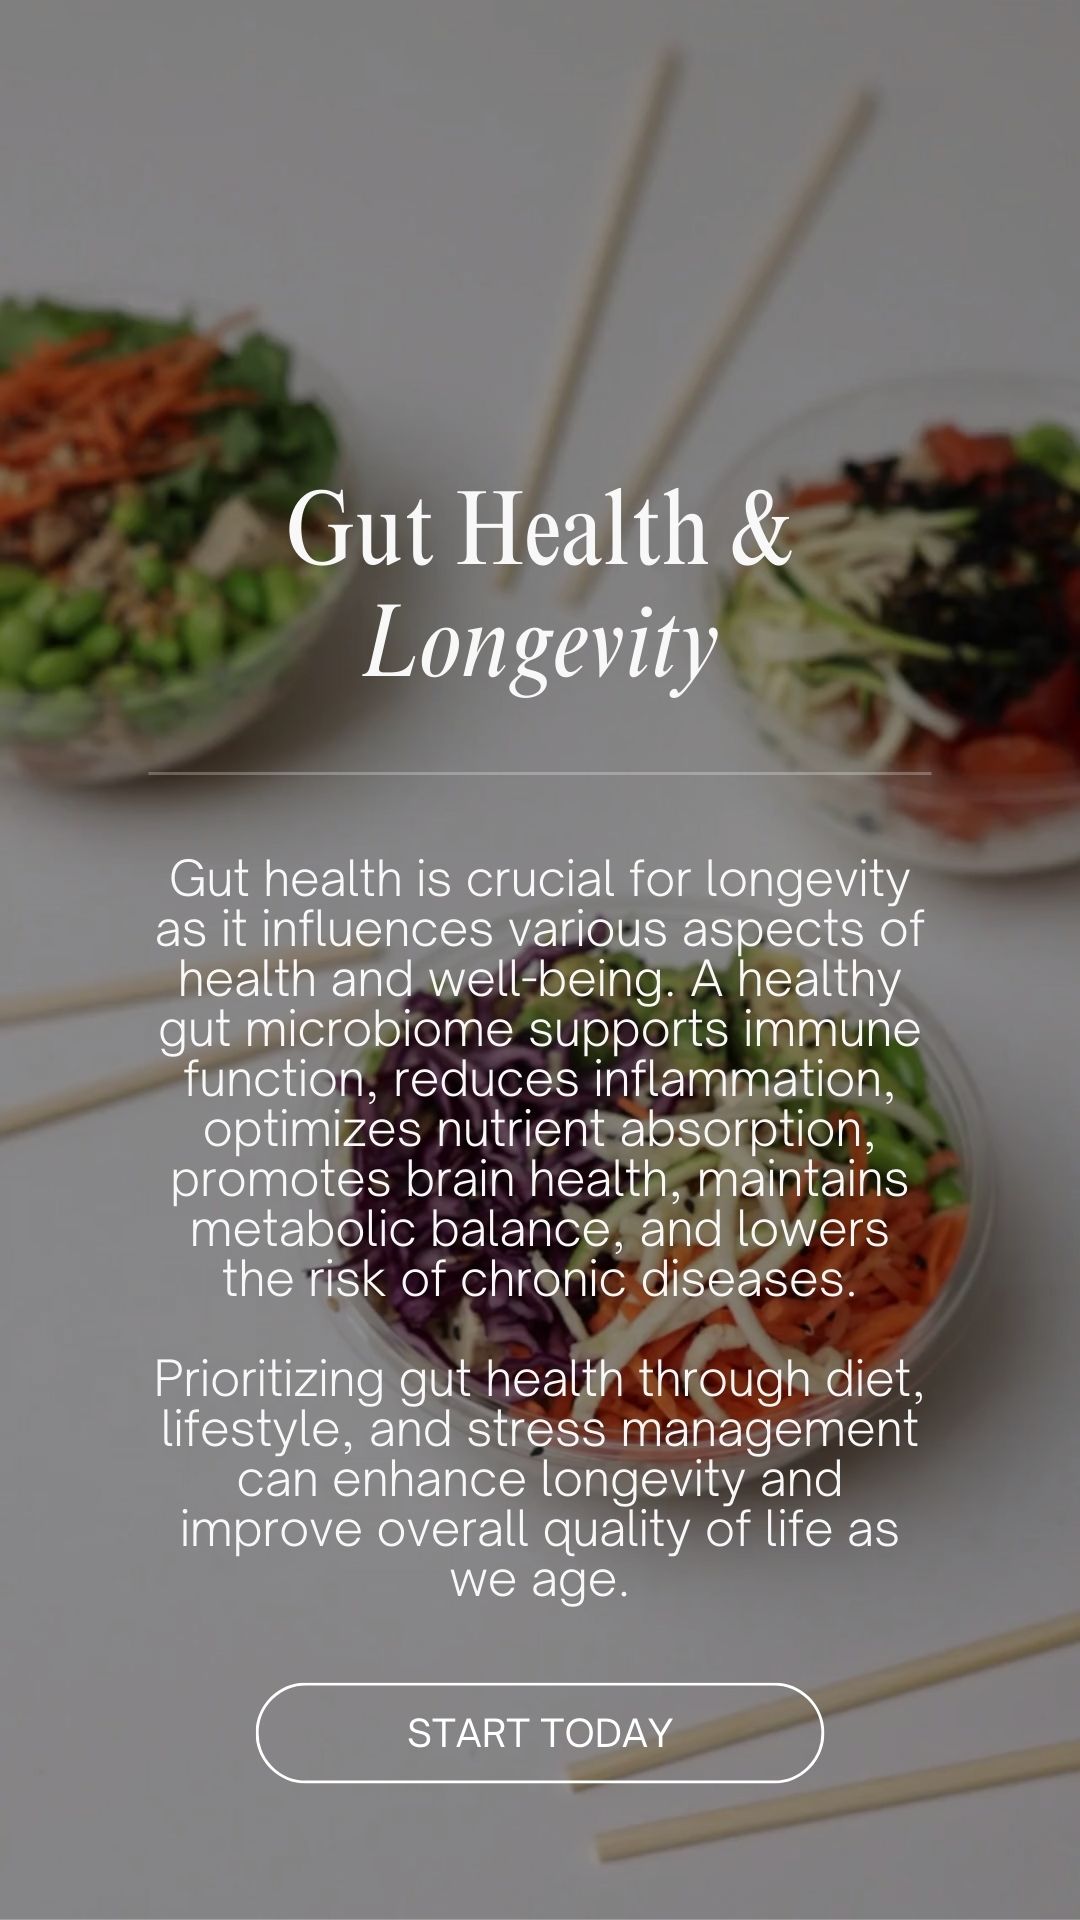 Gut Health &
Longevity
Gut health is crucial for longevity
as it influences various aspects of
health and well-being. A healthy
gut microbiome supports immune
function, reduces inflammation,
optimizes nutrient absorption,
promotes brain health, maintains
metabolic balance, and lowers
the risk of chronic diseases.
Prioritizing gut health through diet,
lifestyle, and stress management
can enhance longevity and
improve overall quality of life as
we age.
START TODAY